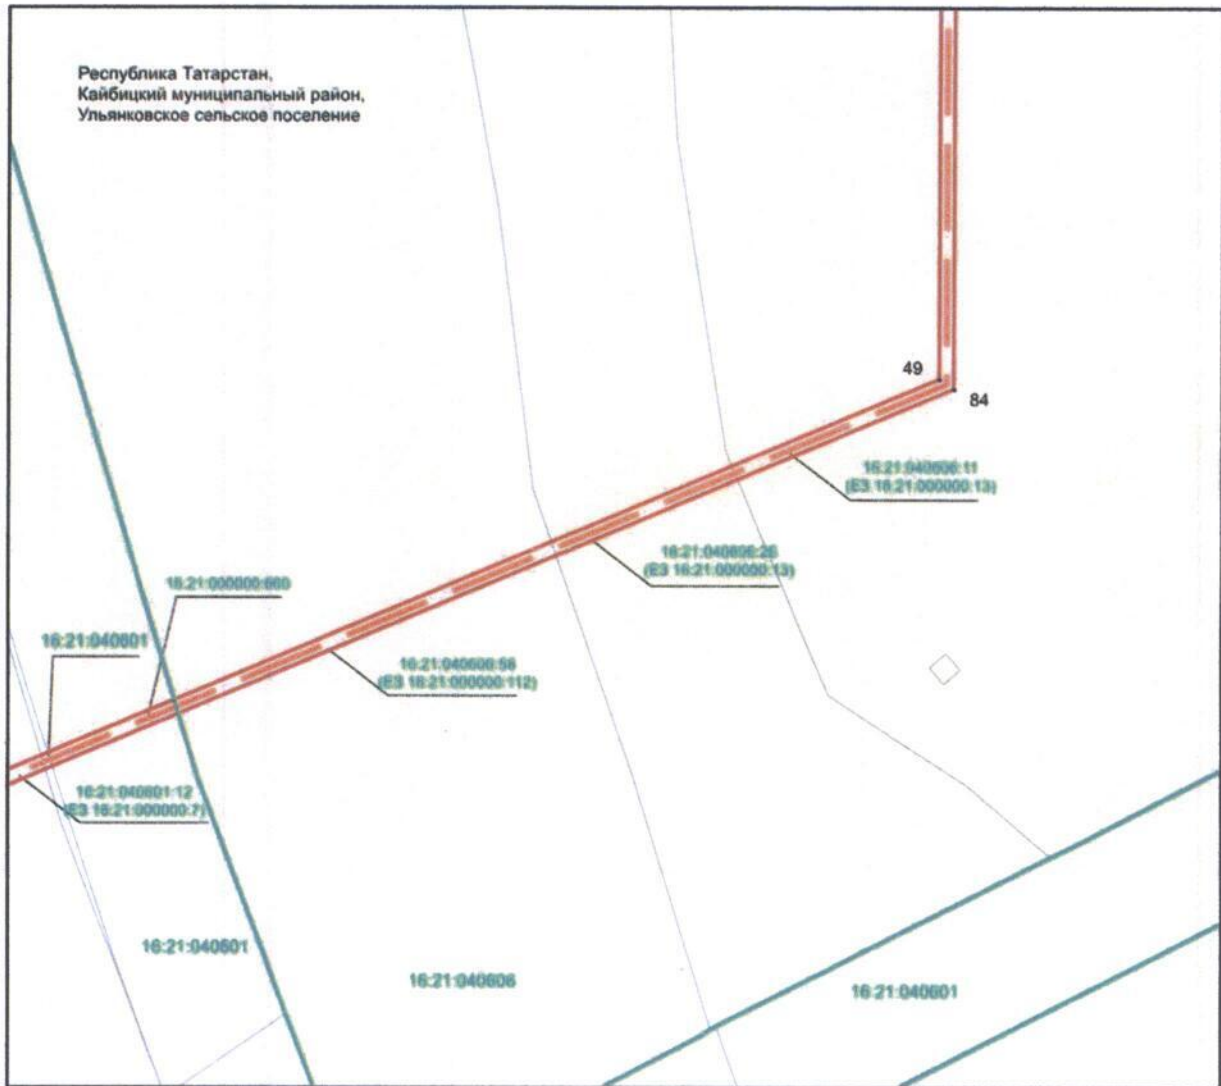 Республика Татарстан,
Кайбицкий муниципальный район,
Ульянковское сельское поселение
49
84
16:21:040606:11
(ЕЗ 16:21:000000:13)
16:21:040606:26
(ЕЗ 16:21:000000:13)
16:21:000000:660
16:21:040601
16:21:040606:58
(ЕЗ 16:21:000000:112)
16:21:040601:12
(ЕЗ 16:21:000000:7)
16:21:040601
16:21:040606
16:21:040601